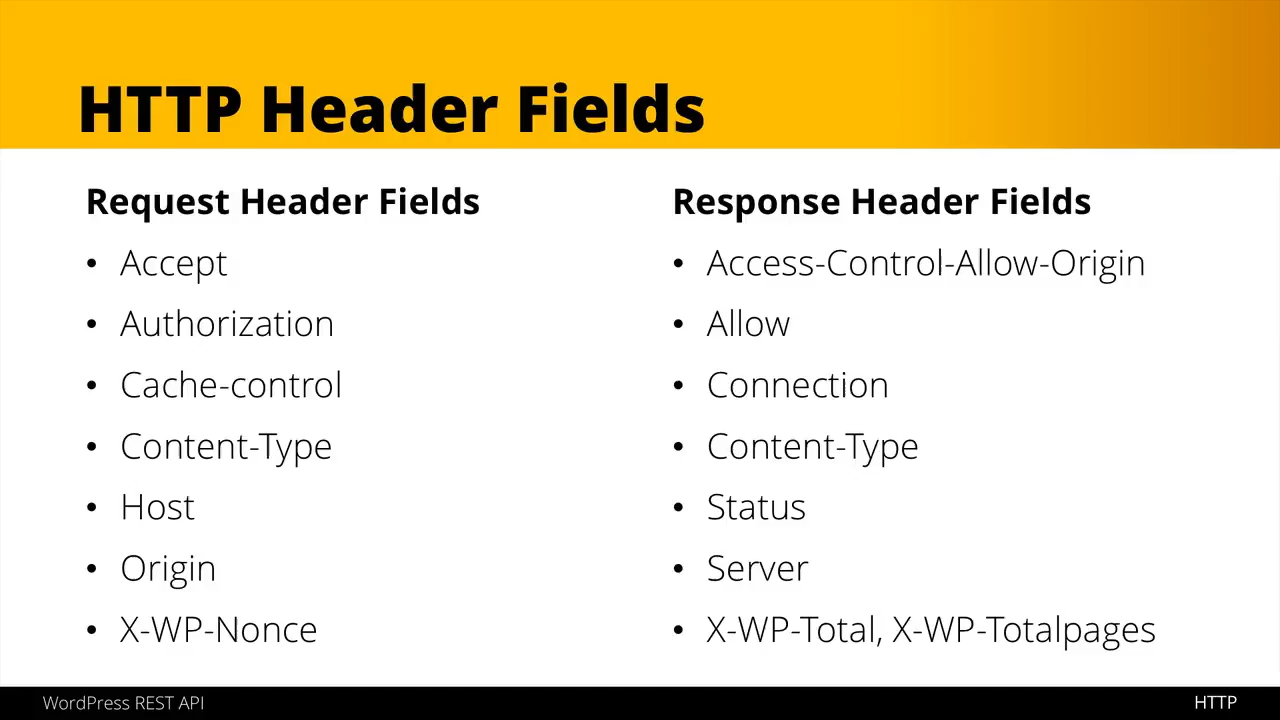 HTTP Header Fields
Request Header Fields
• Accept
• Authorization
• Cache-control
• Content-Type
• Host
• Origin
• X-WP-Nonce
Response Header Fields
• Access-Control-Allow-Origin
• Allow
• Connection
• Content-Type
• Status
• Server
• X-WP-Total, X-WP-Totalpages
WordPress REST API
HTTP